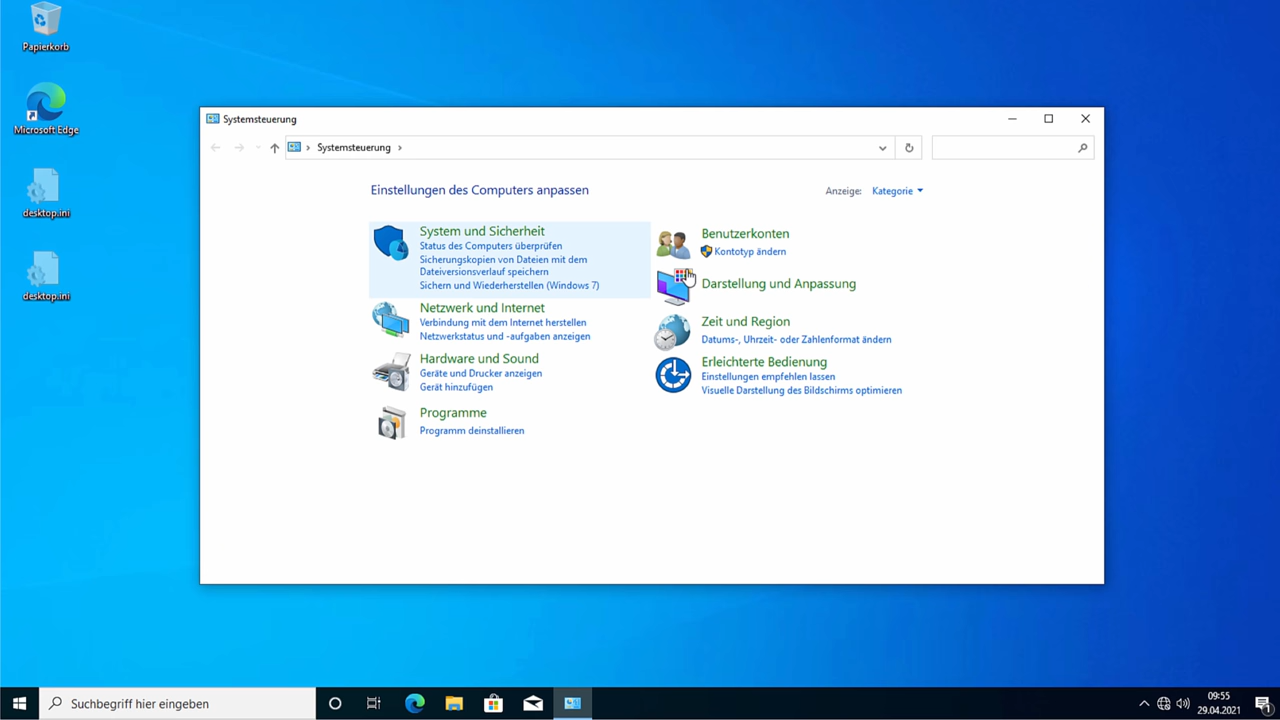 Papierkorb
Microsoft Edge
desktop.ini
desktop.ini
Systemsteuerung
Systemsteuerung
Einstellungen des Computers anpassen
Anzeige: Kategorie
System und Sicherheit
Status des Computers überprüfen
Sicherungskopien von Dateien mit dem
Dateiversionsverlauf speichern
Sichern und Wiederherstellen (Windows 7)
Netzwerk und Internet
Verbindung mit dem Internet herstellen
Netzwerkstatus und -aufgaben anzeigen
Hardware und Sound
Geräte und Drucker anzeigen
Gerät hinzufügen
Programme
Programm deinstallieren
Benutzerkonten
Kontotyp ändern
Darstellung und Anpassung
Zeit und Region
Datums-, Uhrzeit- oder Zahlenformat ändern
Erleichterte Bedienung
Einstellungen empfehlen lassen
Visuelle Darstellung des Bildschirms optimieren
Suchbegriff hier eingeben
09:55
29.04.2021
1